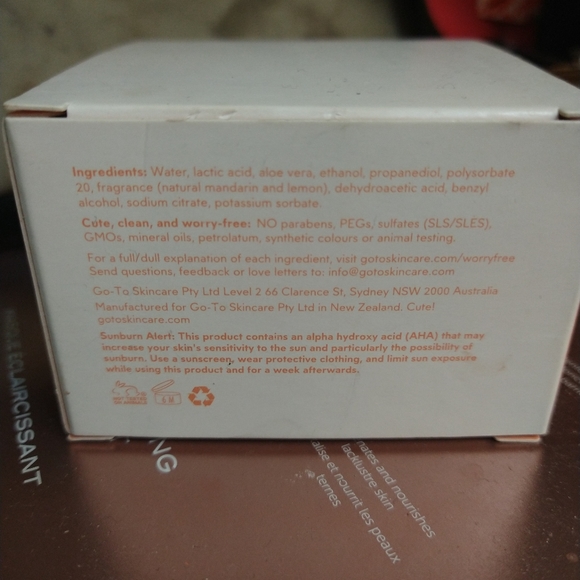 Ingredients: Water, lactic acid, aloe vera, ethanol, propanediol, polysorbate
20, fragrance (natural mandarin and lemon), dehydroacetic acid, benzyl
alcohol, sodium citrate, potassium sorbate.
Cute, clean, and worry-free: NO parabens, PEGs, sulfates (SLS/SLES),
GMOs, mineral oils, petrolatum, synthetic colours or animal testing.
For a full/dull explanation of each ingredient, visit gotoskincare.com/worryfree
Send questions, feedback or love letters to: info@gotoskincare.com
Go-To Skincare Pty Ltd Level 2 66 Clarence St, Sydney NSW 2000 Australia
Manufactured for Go-To Skincare Pty Ltd in New Zealand. Cute!
gotoskincare.com
Sunburn Alert: This product contains an alpha hydroxy acid (AHA) that may
increase your skin's sensitivity to the sun and particularly the possibility of
sunburn. Use a sunscreen, wear protective clothing, and limit sun exposure
while using this product and for a week afterwards.
6 M
ÉCLAIRCISSANT
NG
nates and nourishes
lacklustre skin
alise et nourrit les peaux
ternes